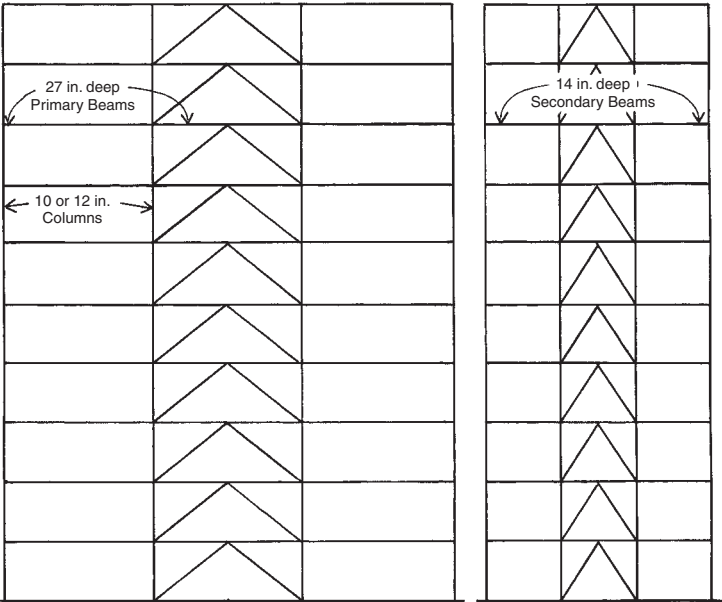 27 in. deep
Primary Beams
14 in. deep
Secondary Beams
10 or 12 in.
Columns